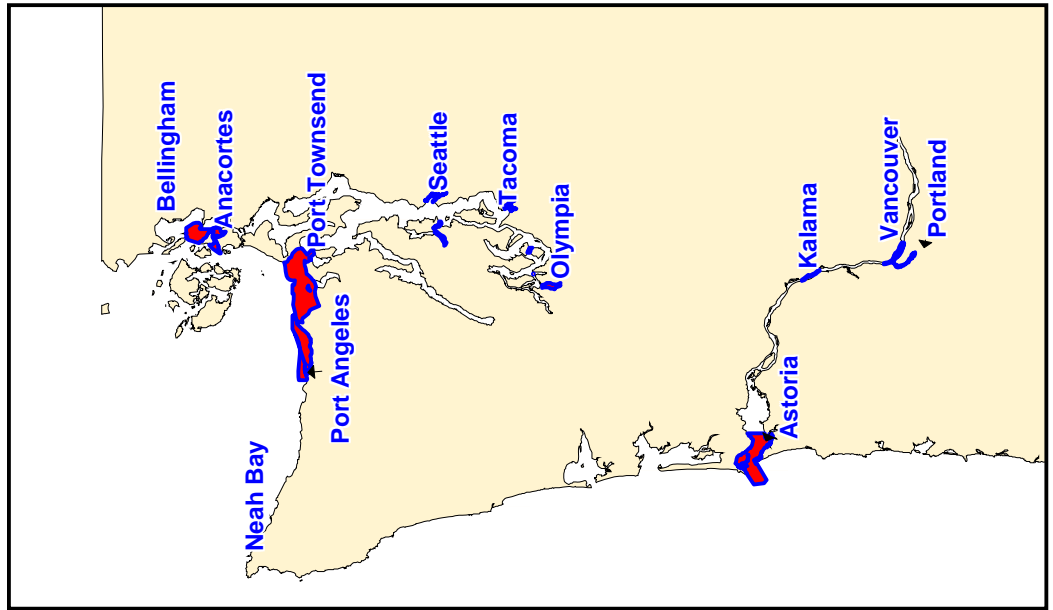 Bellingham
Anacortes
Port Townsend
Seattle
Tacoma
Olympia
Port Angeles
Neah Bay
Kalama
Vancouver
Portland
Astoria